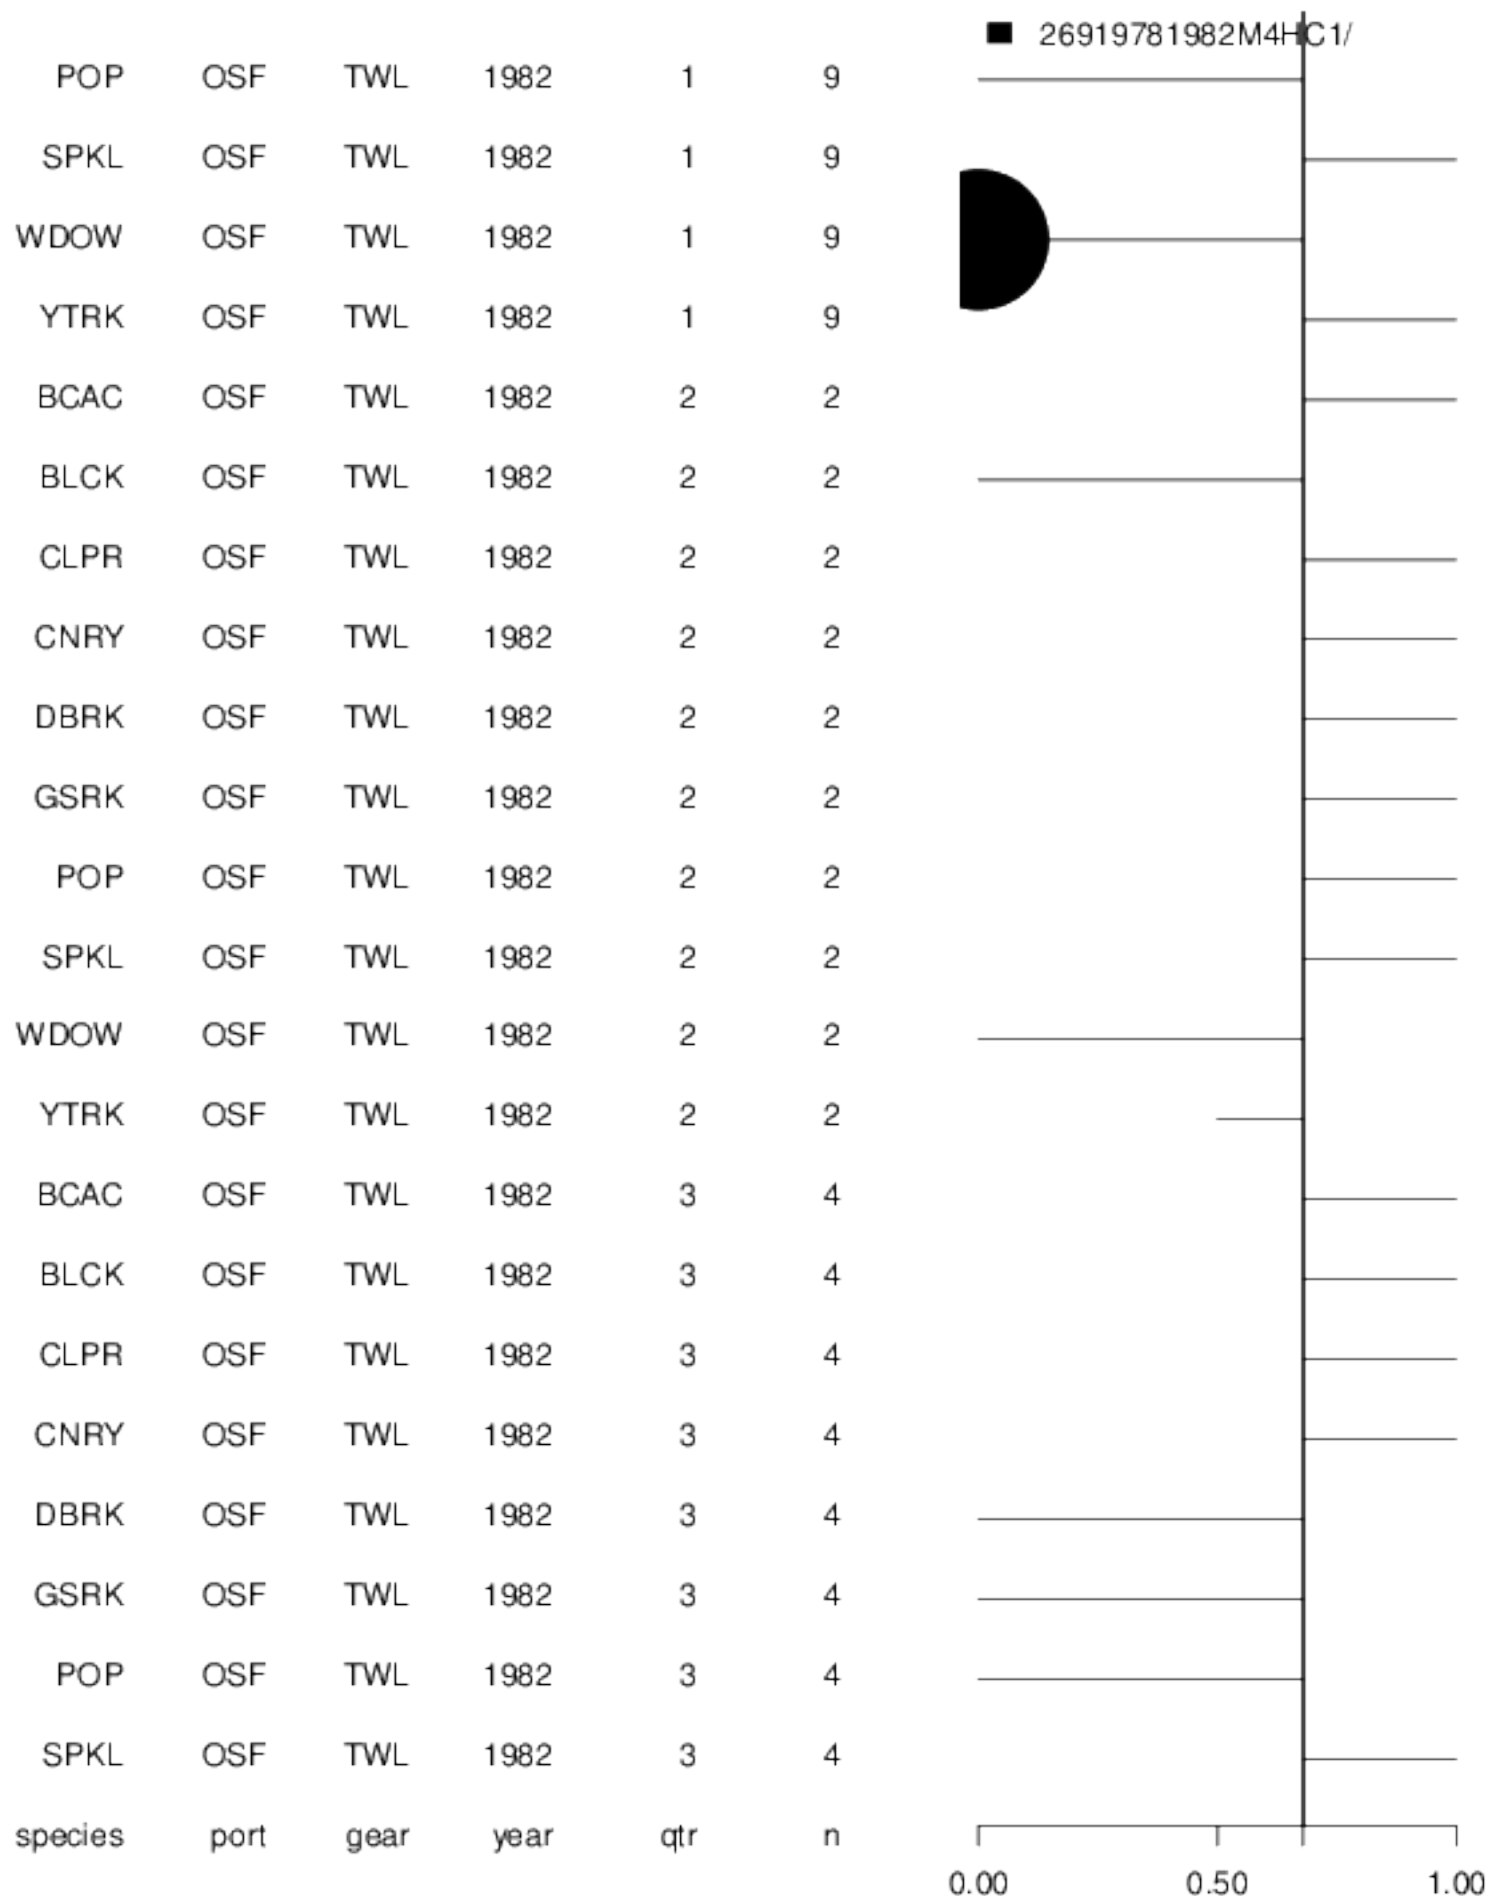 26919781982M4HC1/
POP OSF TWL 1982 1 9
SPKL OSF TWL 1982 1 9
WDOW OSF TWL 1982 1 9
YTRK OSF TWL 1982 1 9
BCAC OSF TWL 1982 2 2
BLCK OSF TWL 1982 2 2
CLPR OSF TWL 1982 2 2
CNRY OSF TWL 1982 2 2
DBRK OSF TWL 1982 2 2
GSRK OSF TWL 1982 2 2
POP OSF TWL 1982 2 2
SPKL OSF TWL 1982 2 2
WDOW OSF TWL 1982 2 2
YTRK OSF TWL 1982 2 2
BCAC OSF TWL 1982 3 4
BLCK OSF TWL 1982 3 4
CLPR OSF TWL 1982 3 4
CNRY OSF TWL 1982 3 4
DBRK OSF TWL 1982 3 4
GSRK OSF TWL 1982 3 4
POP OSF TWL 1982 3 4
SPKL OSF TWL 1982 3 4
species port gear year qtr n
0.00 0.50 1.00